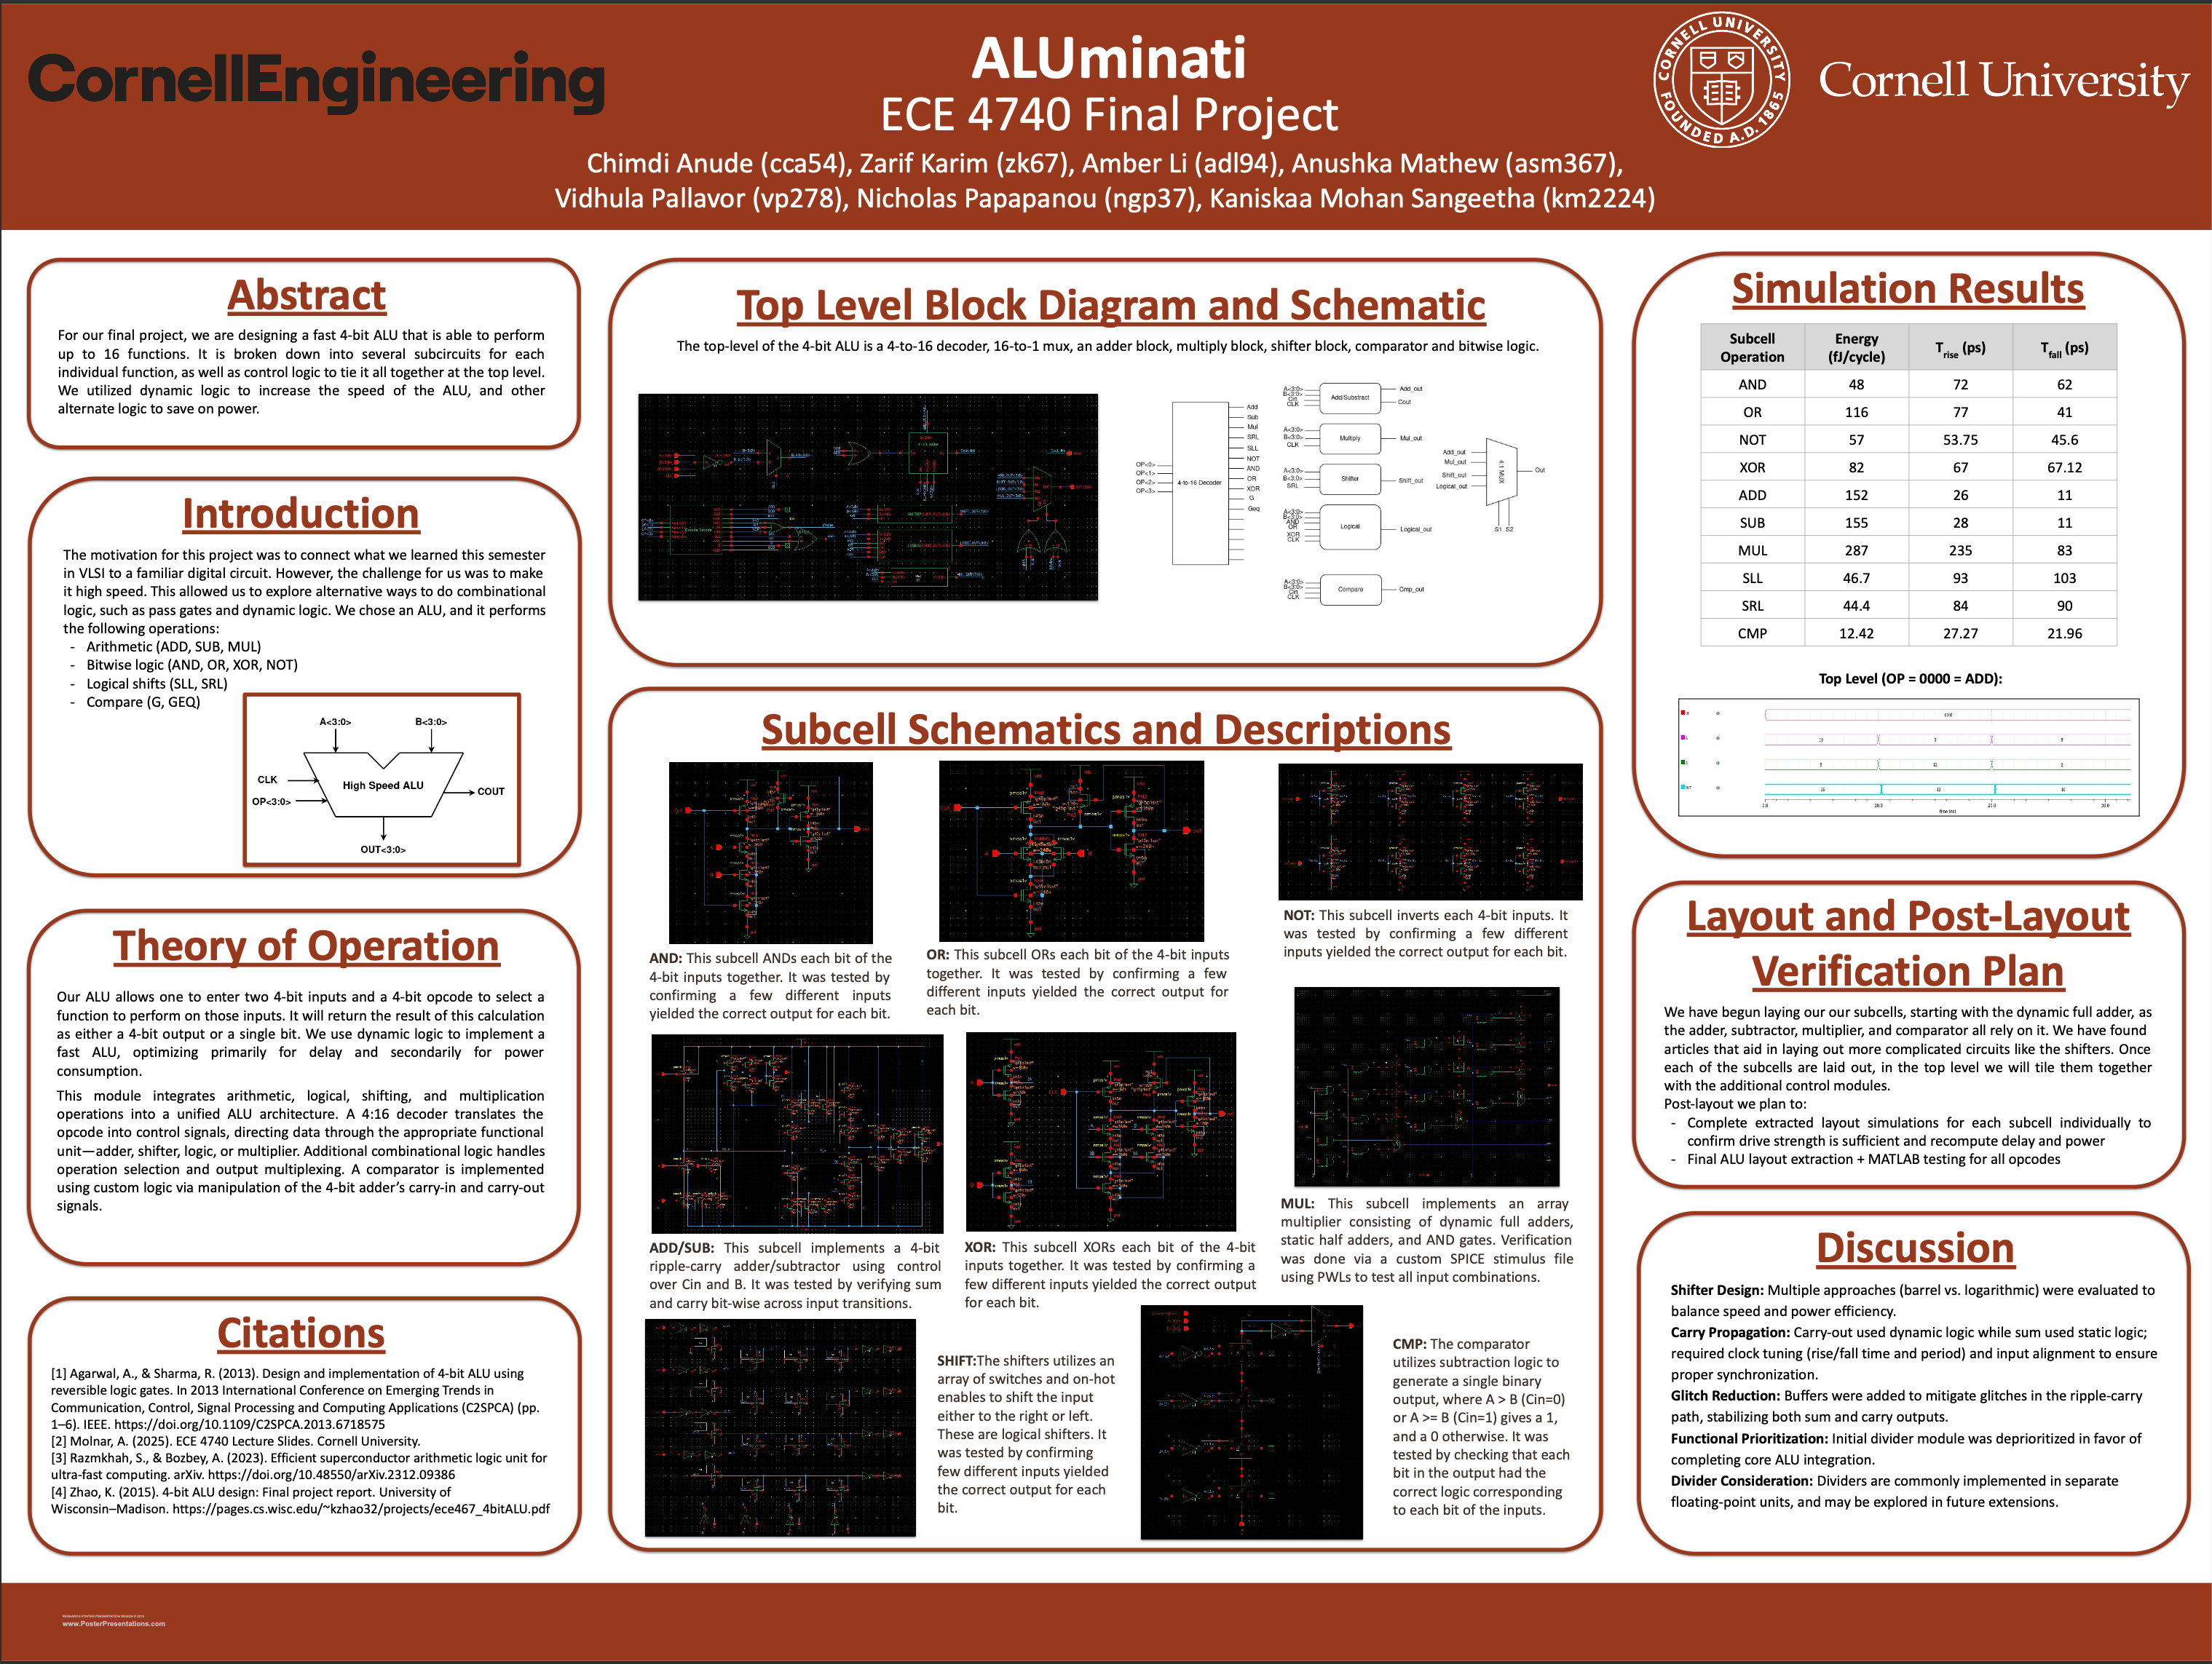 CornellEngineering
ALUminati
ECE 4740 Final Project
Chimdi Anude (cca54), Zarif Karim (zk67), Amber Li (adl94), Anushka Mathew (asm367),
Vidhula Pallavor (vp278), Nicholas Papapanou (ngp37), Kaniskaa Mohan Sangeetha (km2224)
CORNELL UNIVERSITY
FOUNDED A.D. 1865
Cornell University
Abstract
For our final project, we are designing a fast 4-bit ALU that is able to perform
up to 16 functions. It is broken down into several subcircuits for each
individual function, as well as control logic to tie it all together at the top level.
We utilized dynamic logic to increase the speed of the ALU, and other
alternate logic to save on power.
Introduction
The motivation for this project was to connect what we learned this semester
in VLSI to a familiar digital circuit. However, the challenge for us was to make
it high speed. This allowed us to explore alternative ways to do combinational
logic, such as pass gates and dynamic logic. We chose an ALU, and it performs
the following operations:
- Arithmetic (ADD, SUB, MUL)
- Bitwise logic (AND, OR, XOR, NOT)
- Logical shifts (SLL, SRL)
- Compare (G, GEQ)
A<3:0>
B<3:0>
CLK
OP<3:0>
High Speed ALU
COUT
OUT<3:0>
Theory of Operation
Our ALU allows one to enter two 4-bit inputs and a 4-bit opcode to select a
function to perform on those inputs. It will return the result of this calculation
as either a 4-bit output or a single bit. We use dynamic logic to implement a
fast ALU, optimizing primarily for delay and secondarily for power
consumption.
This module integrates arithmetic, logical, shifting, and multiplication
operations into a unified ALU architecture. A 4:16 decoder translates the
opcode into control signals, directing data through the appropriate functional
unit—adder, shifter, logic, or multiplier. Additional combinational logic handles
operation selection and output multiplexing. A comparator is implemented
using custom logic via manipulation of the 4-bit adder's carry-in and carry-out
signals.
Citations
[1] Agarwal, A., & Sharma, R. (2013). Design and implementation of 4-bit ALU using
reversible logic gates. In 2013 International Conference on Emerging Trends in
Communication, Control, Signal Processing and Computing Applications (C2SPCA) (pp.
1–6). IEEE. https://doi.org/10.1109/C2SPCA.2013.6718575
[2] Molnar, A. (2025). ECE 4740 Lecture Slides. Cornell University.
[3] Razmkhah, S., & Bozbey, A. (2023). Efficient superconductor arithmetic logic unit for
ultra-fast computing. arXiv. https://doi.org/10.48550/arXiv.2312.09386
[4] Zhao, K. (2015). 4-bit ALU design: Final project report. University of
Wisconsin–Madison. https://pages.cs.wisc.edu/~kzhao32/projects/ece467_4bitALU.pdf
Top Level Block Diagram and Schematic
The top-level of the 4-bit ALU is a 4-to-16 decoder, 16-to-1 mux, an adder block, multiply block, shifter block, comparator and bitwise logic.
OP<0>
OP<1>
OP<2>
OP<3>
4-to-16 Decoder
Add
Sub
Mul
SRL
SLL
NOT
AND
OR
XOR
G
Geq
A<3:0>
B<3:0>
Cin
CLK
Add/Substract
Add_out
Cout
A<3:0>
B<3:0>
CLK
Multiply
Mul_out
A<3:0>
B<3:0>
SRL
Shifter
Shift_out
A<3:0>
B<3:0>
AND
OR
XOR
CLK
Logical
Logical_out
A<3:0>
B<3:0>
Cin
CLK
Compare
Cmp_out
Add_out
Mul_out
Shift_out
Logical_out
4:1 MUX
Out
S1 S2
Subcell Schematics and Descriptions
AND: This subcell ANDs each bit of the
4-bit inputs together. It was tested by
confirming a few different inputs
yielded the correct output for each bit.
OR: This subcell ORs each bit of the 4-bit inputs
together. It was tested by confirming a few
different inputs yielded the correct output for
each bit.
NOT: This subcell inverts each 4-bit inputs. It
was tested by confirming a few different
inputs yielded the correct output for each bit.
ADD/SUB: This subcell implements a 4-bit
ripple-carry adder/subtractor using control
over Cin and B. It was tested by verifying sum
and carry bit-wise across input transitions.
XOR: This subcell XORs each bit of the 4-bit
inputs together. It was tested by confirming a
few different inputs yielded the correct output
for each bit.
MUL: This subcell implements an array
multiplier consisting of dynamic full adders,
static half adders, and AND gates. Verification
was done via a custom SPICE stimulus file
using PWLs to test all input combinations.
SHIFT:The shifters utilizes an
array of switches and on-hot
enables to shift the input
either to the right or left.
These are logical shifters. It
was tested by confirming
few different inputs yielded
the correct output for each
bit.
CMP: The comparator
utilizes subtraction logic to
generate a single binary
output, where A > B (Cin=0)
or A >= B (Cin=1) gives a 1,
and a 0 otherwise. It was
tested by checking that each
bit in the output had the
correct logic corresponding
to each bit of the inputs.
Simulation Results
Subcell Operation Energy (fJ/cycle) Trise (ps) Tfall (ps)
AND 48 72 62
OR 116 77 41
NOT 57 53.75 45.6
XOR 82 67 67.12
ADD 152 26 11
SUB 155 28 11
MUL 287 235 83
SLL 46.7 93 103
SRL 44.4 84 90
CMP 12.42 27.27 21.96
Top Level (OP = 0000 = ADD):
Layout and Post-Layout
Verification Plan
We have begun laying our our subcells, starting with the dynamic full adder, as
the adder, subtractor, multiplier, and comparator all rely on it. We have found
articles that aid in laying out more complicated circuits like the shifters. Once
each of the subcells are laid out, in the top level we will tile them together
with the additional control modules.
Post-layout we plan to:
- Complete extracted layout simulations for each subcell individually to
confirm drive strength is sufficient and recompute delay and power
- Final ALU layout extraction + MATLAB testing for all opcodes
Discussion
Shifter Design: Multiple approaches (barrel vs. logarithmic) were evaluated to
balance speed and power efficiency.
Carry Propagation: Carry-out used dynamic logic while sum used static logic;
required clock tuning (rise/fall time and period) and input alignment to ensure
proper synchronization.
Glitch Reduction: Buffers were added to mitigate glitches in the ripple-carry
path, stabilizing both sum and carry outputs.
Functional Prioritization: Initial divider module was deprioritized in favor of
completing core ALU integration.
Divider Consideration: Dividers are commonly implemented in separate
floating-point units, and may be explored in future extensions.
www.PosterPresentations.com